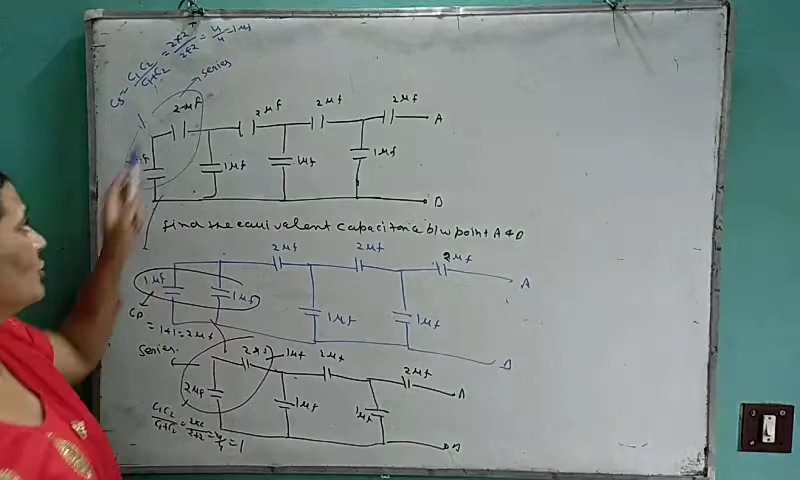 CS = C1C2/C1+C2 = 2×2/2+2 = 4/4 = 1μf
series
2μf 2μf 2μf 2μf
A
1μf 1μf 1μf
B
find the equivalent capacitance b/w point A & B
2μf 2μf 2μf
A
1μf 1μf 1μf 1μf
CP
= 1+1 = 2μf
B
series.
2μf 1μf 2μf 2μf
A
2μf 1μf 1μf
C1C2/C1+C2 = 2×2/2+2 = 4/4 = 1
B